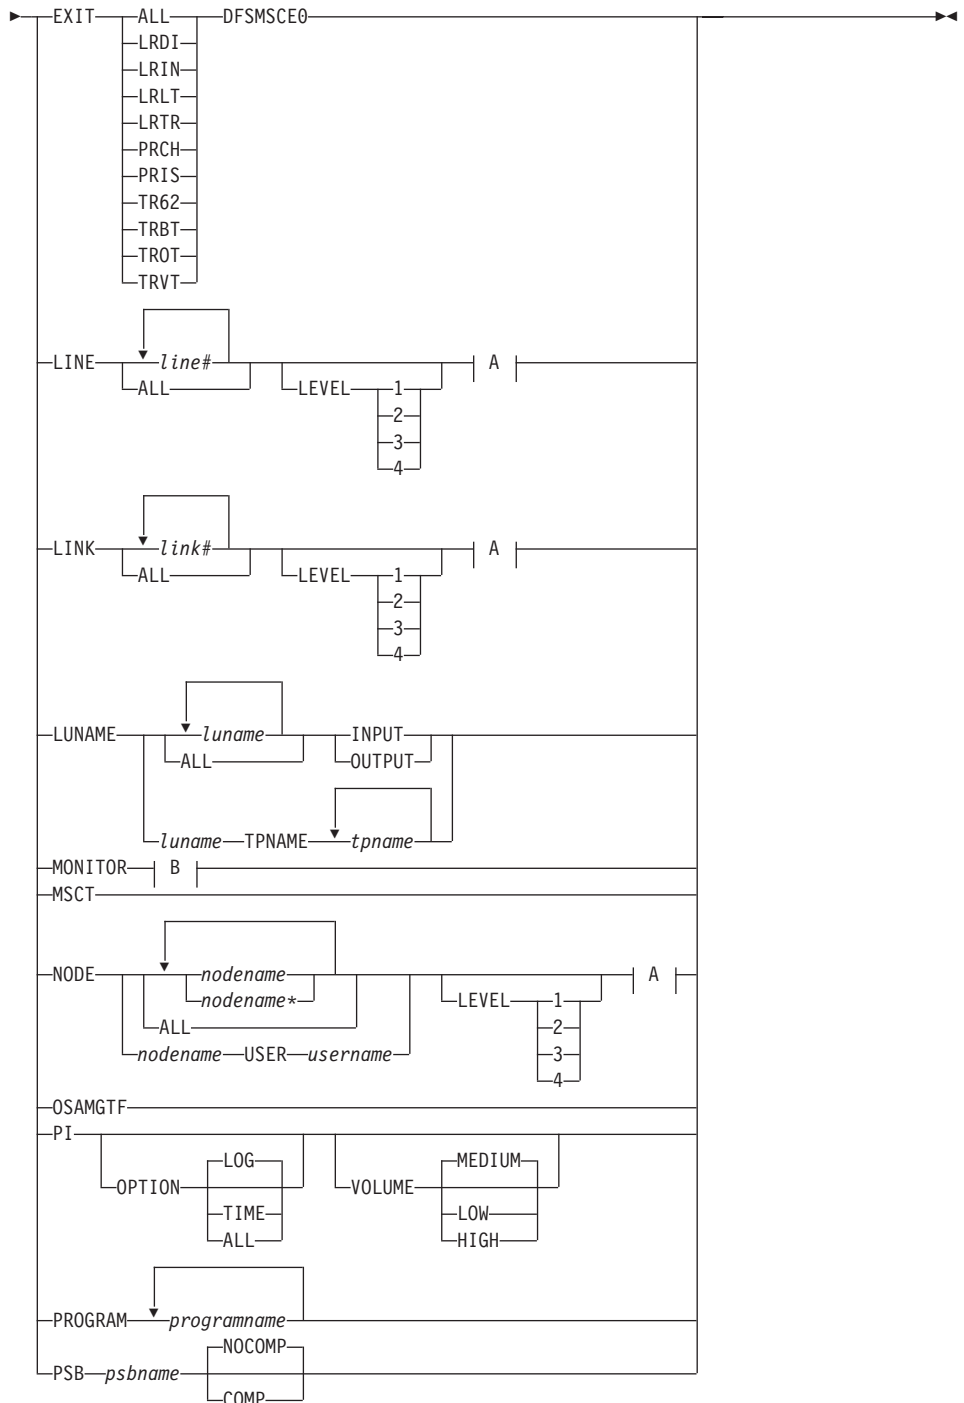 EXIT ALL DFSMSCE0
LRDI
LRIN
LRLT
LRTR
PRCH
PRIS
TR62
TRBT
TROT
TRVT
LINE line# A
ALL LEVEL 1
2
3
4
LINK link# A
ALL LEVEL 1
2
3
4
LUNAME luname INPUT
ALL OUTPUT
luname TPNAME tpname
MONITOR B
MSCT
NODE nodename A
nodename* LEVEL 1
ALL 2
nodename USER username 3
4
OSAMGTF
PI
LOG MEDIUM
OPTION VOLUME
TIME LOW
ALL HIGH
PROGRAM programname
NOCOMP
PSB psbname
COMP